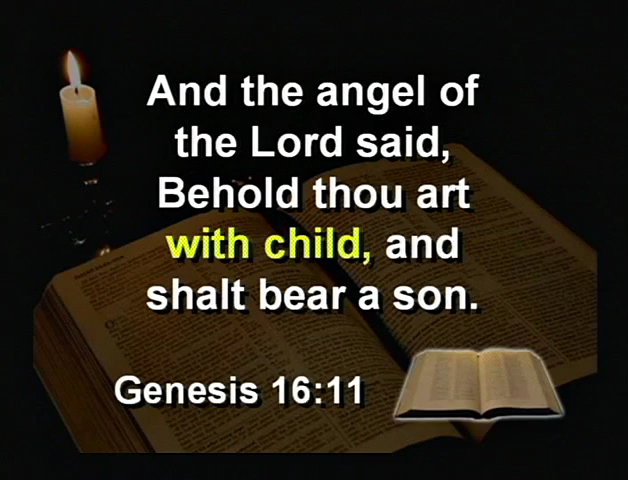 And the angel of
the Lord said,
Behold thou art
with child, and
shalt bear a son.
Genesis 16:11